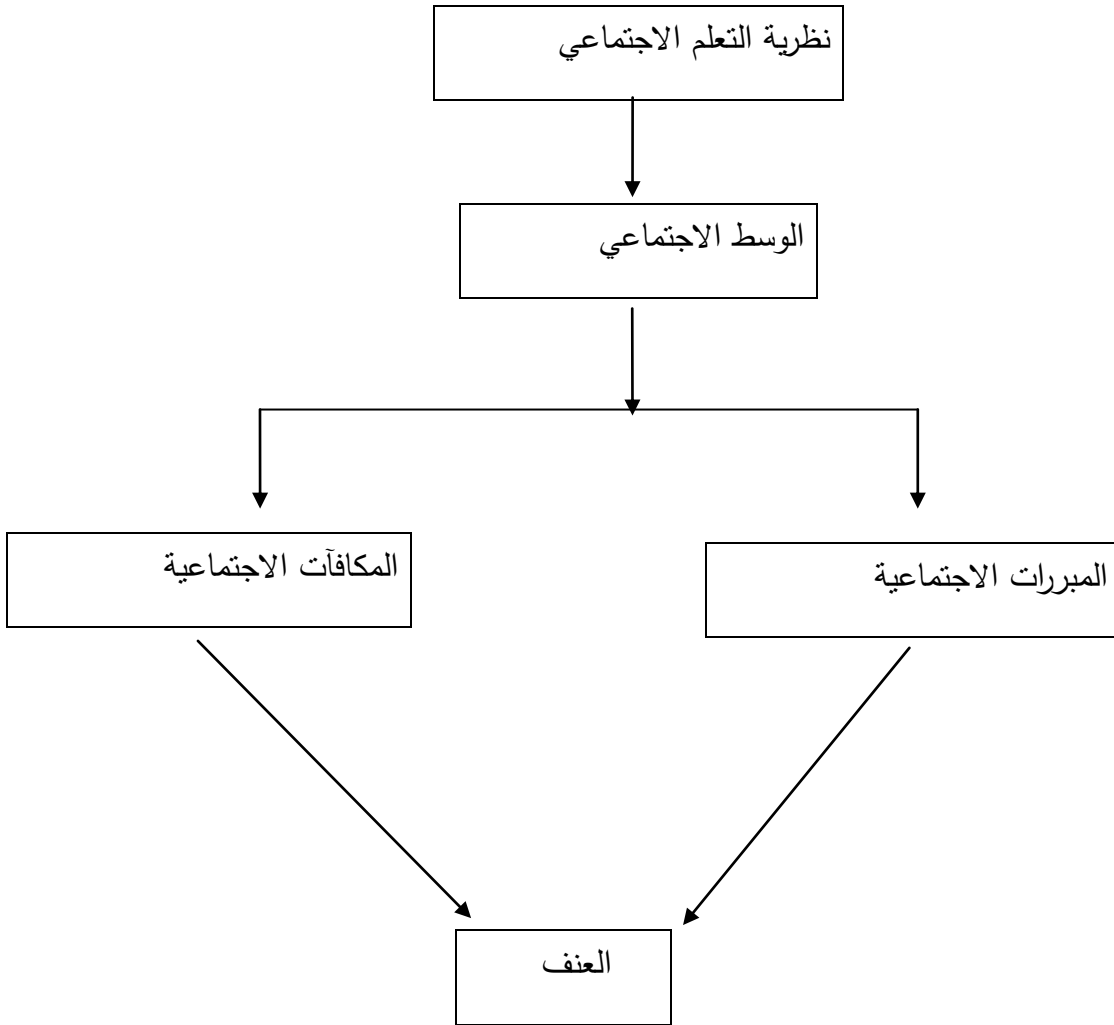 نظرية التعلم الاجتماعي
الوسط الاجتماعي
المبررات الاجتماعية
المكافآت الاجتماعية
العنف